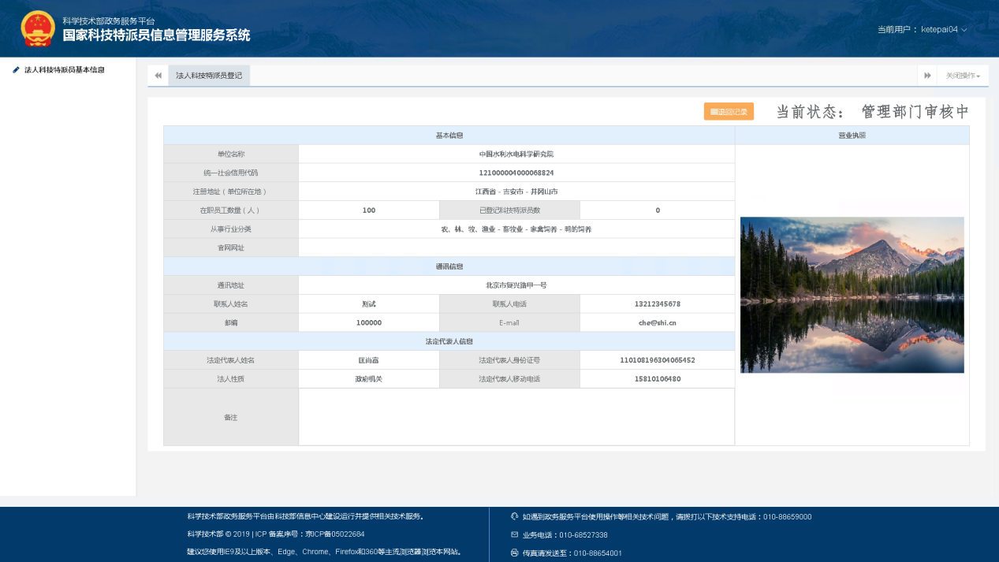 科学技术部政务服务平台
国家科技特派员信息管理服务系统
当前用户： ketepai04
法人科技特派员基本信息
法人科技特派员登记
关闭操作
退回记录
当前状态： 管理部门审核中
基本信息
营业执照
单位名称 中国水利水电科学研究院
统一社会信用代码 121000004000068824
注册地址（单位所在地） 江西省 - 吉安市 - 井冈山市
在职员工数量（人） 100 已登记科技特派员数 0
从事行业分类 农、林、牧、渔业 - 畜牧业 - 家禽饲养 - 鸭的饲养
官网网址
通讯信息
通讯地址 北京市复兴路甲一号
联系人姓名 测试 联系人电话 13212345678
邮编 100000 E-mail che@shi.cn
法定代表人信息
法定代表人姓名 匡尚富 法定代表人身份证号 110108196304065452
法人性质 政府机关 法定代表人移动电话 15810106480
备注
科学技术部政务服务平台由科技部信息中心建设运行并提供相关技术服务。
科学技术部 © 2019 | ICP 备案序号：京ICP备05022684
建议您使用IE9及以上版本、Edge、Chrome、Firefox和360等主流浏览器浏览本网站。
如遇到政务服务平台使用操作等相关技术问题，请拨打以下技术支持电话：010-88659000
业务电话：010-68527338
传真请发送至：010-88654001